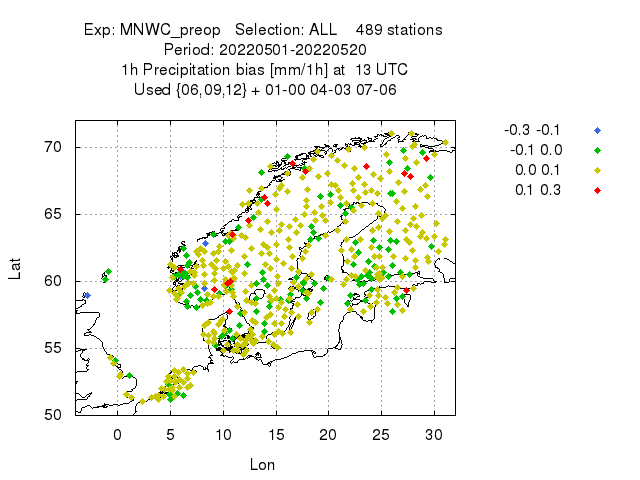 Exp: MNWC_preop Selection: ALL 489 stations
Period: 20220501-20220520
1h Precipitation bias [mm/1h] at 13 UTC
Used {06,09,12} + 01-00 04-03 07-06
-0.3 -0.1
-0.1 0.0
0.0 0.1
0.1 0.3
70
65
60
55
50
Lat
0 5 10 15 20 25 30
Lon